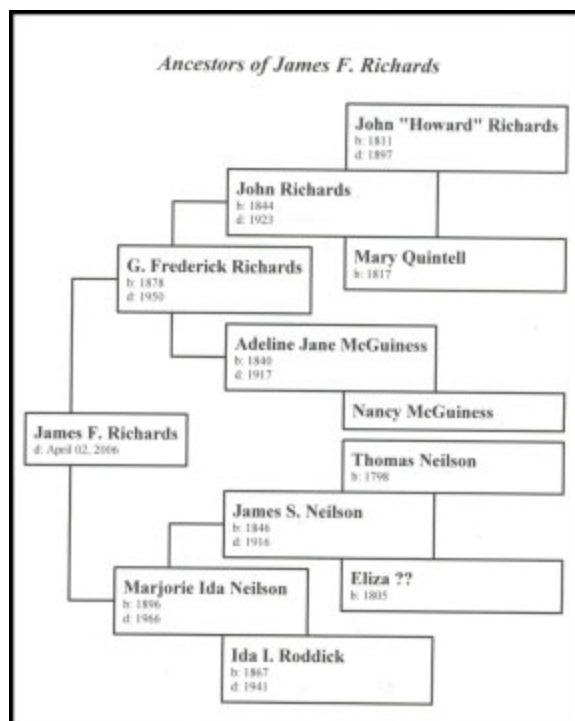 Ancestors of James F. Richards
John "Howard" Richards
b: 1811
d: 1897
John Richards
b: 1844
d: 1923
Mary Quintell
b: 1817
G. Frederick Richards
b: 1878
d: 1950
Adeline Jane McGuiness
b: 1840
d: 1917
Nancy McGuiness
James F. Richards
d: April 02, 2006
Thomas Neilson
b: 1798
James S. Neilson
b: 1846
d: 1916
Eliza ??
b: 1805
Marjorie Ida Neilson
b: 1896
d: 1966
Ida I. Roddick
b: 1867
d: 1941